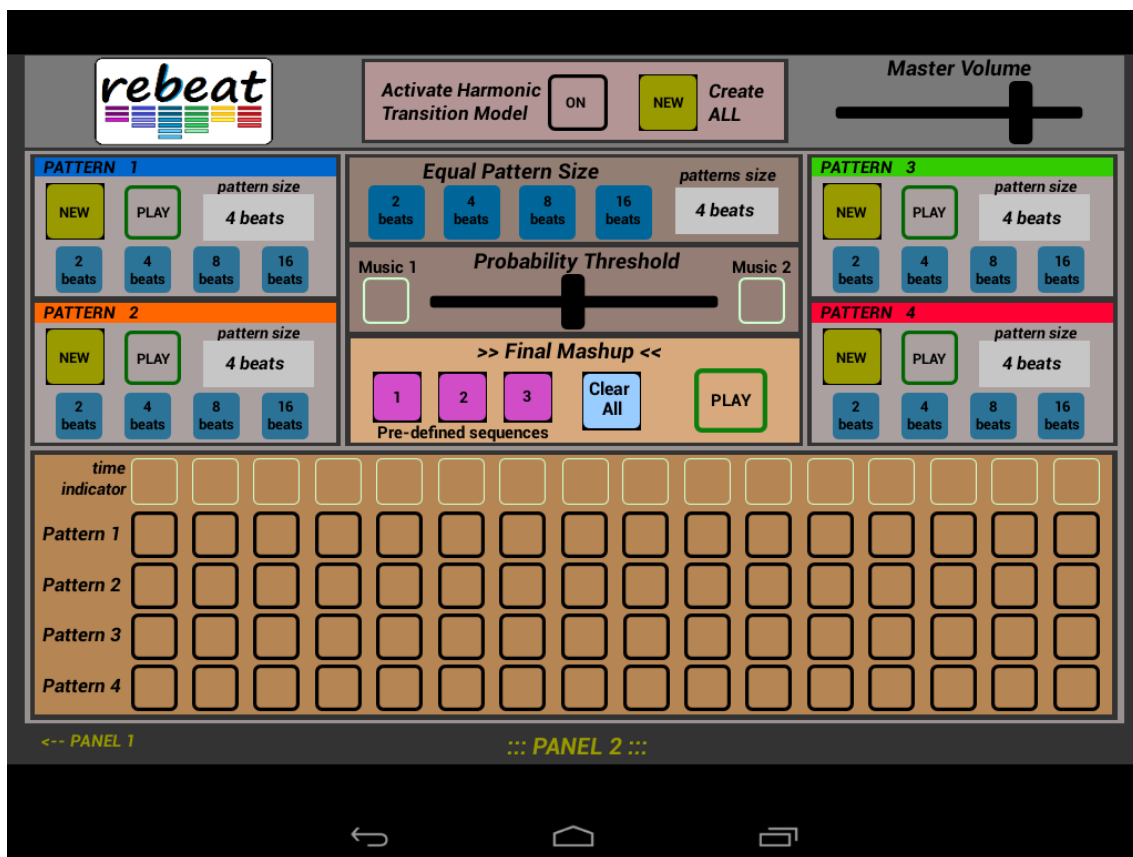 rebeat
Activate Harmonic
Transition Model
ON
NEW
Create
ALL
Master Volume
PATTERN 1
NEW
PLAY
pattern size
4 beats
2
beats
4
beats
8
beats
16
beats
PATTERN 2
NEW
PLAY
pattern size
4 beats
2
beats
4
beats
8
beats
16
beats
Equal Pattern Size
2
beats
4
beats
8
beats
16
beats
patterns size
4 beats
Music 1
Probability Threshold
Music 2
>> Final Mashup <<
1
2
3
Pre-defined sequences
Clear
All
PLAY
PATTERN 3
NEW
PLAY
pattern size
4 beats
2
beats
4
beats
8
beats
16
beats
PATTERN 4
NEW
PLAY
pattern size
4 beats
2
beats
4
beats
8
beats
16
beats
time
indicator
Pattern 1
Pattern 2
Pattern 3
Pattern 4
<-- PANEL 1
::: PANEL 2 :::